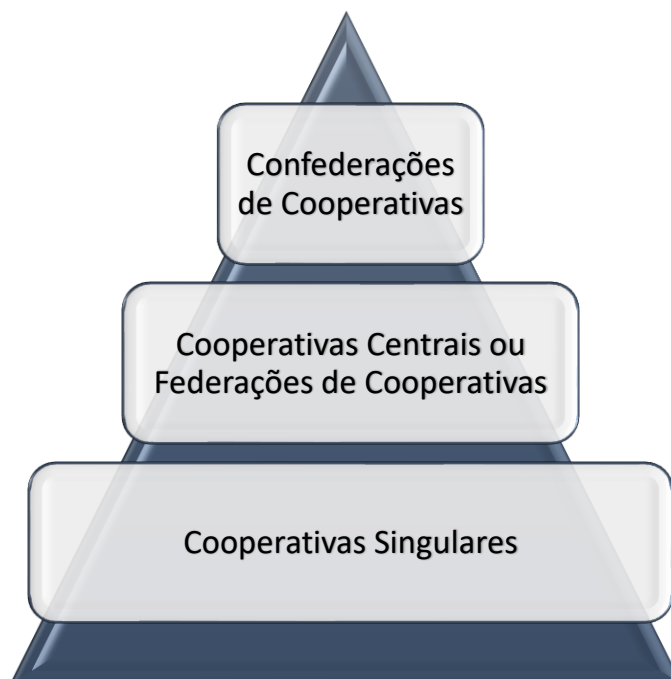 Confederações
de Cooperativas
Cooperativas Centrais ou
Federações de Cooperativas
Cooperativas Singulares